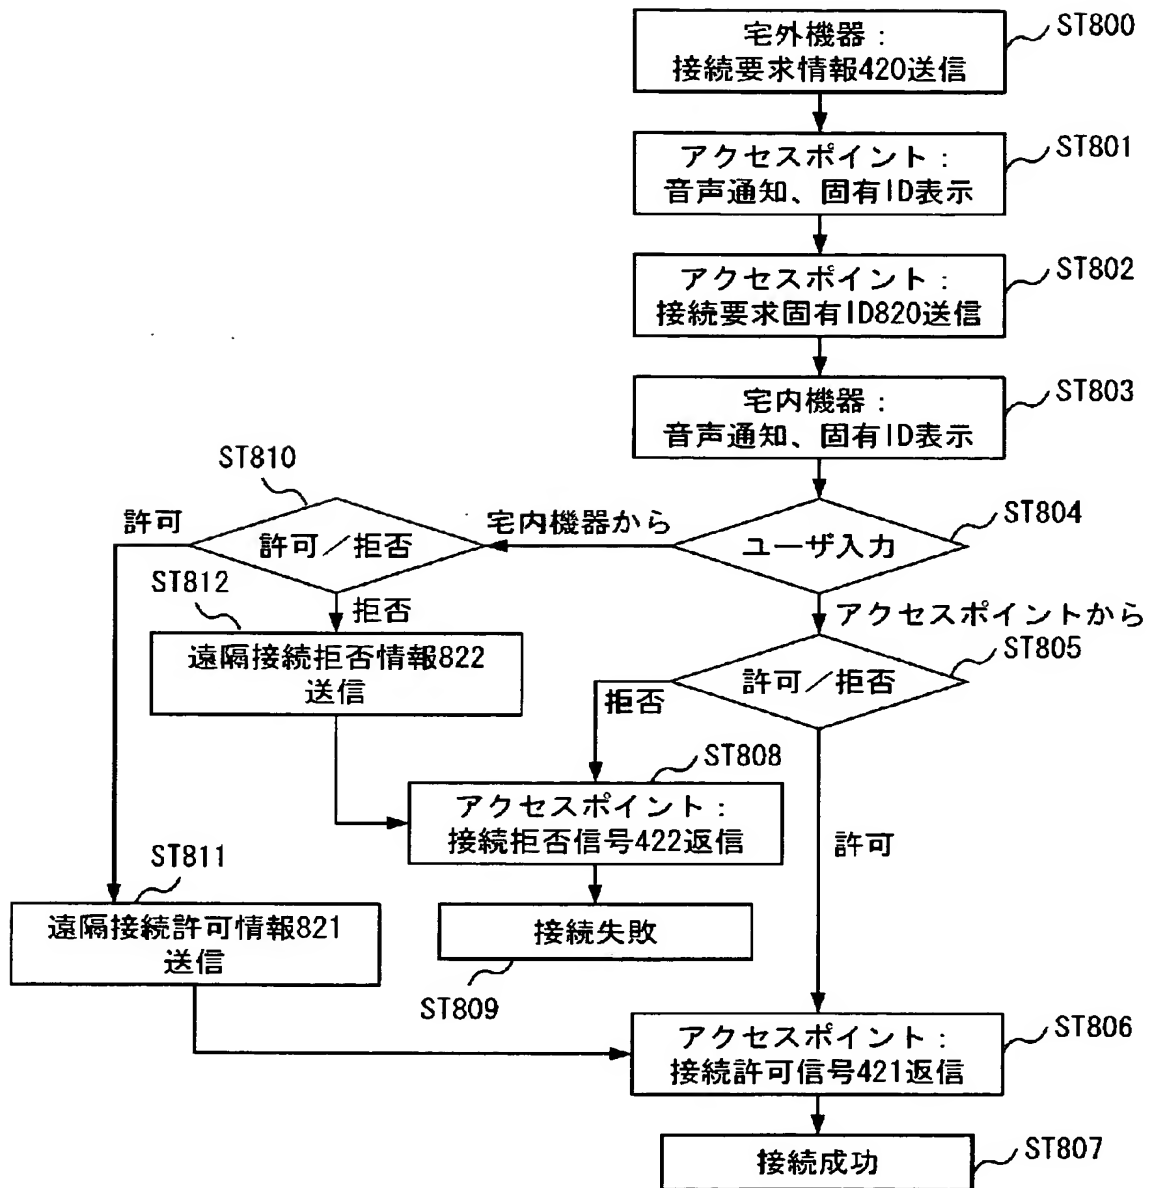 宅外機器：
接続要求情報420送信
ST800
アクセスポイント：
音声通知、固有ID表示
ST801
アクセスポイント：
接続要求固有ID820送信
ST802
宅内機器：
音声通知、固有ID表示
ST803
ユーザ入力
ST804
宅内機器から
アクセスポイントから
ST810
許可／拒否
許可
拒否
ST812
遠隔接続拒否情報822
送信
ST805
許可／拒否
拒否
許可
ST808
アクセスポイント：
接続拒否信号422返信
ST811
遠隔接続許可情報821
送信
接続失敗
ST809
アクセスポイント：
接続許可信号421返信
ST806
接続成功
ST807